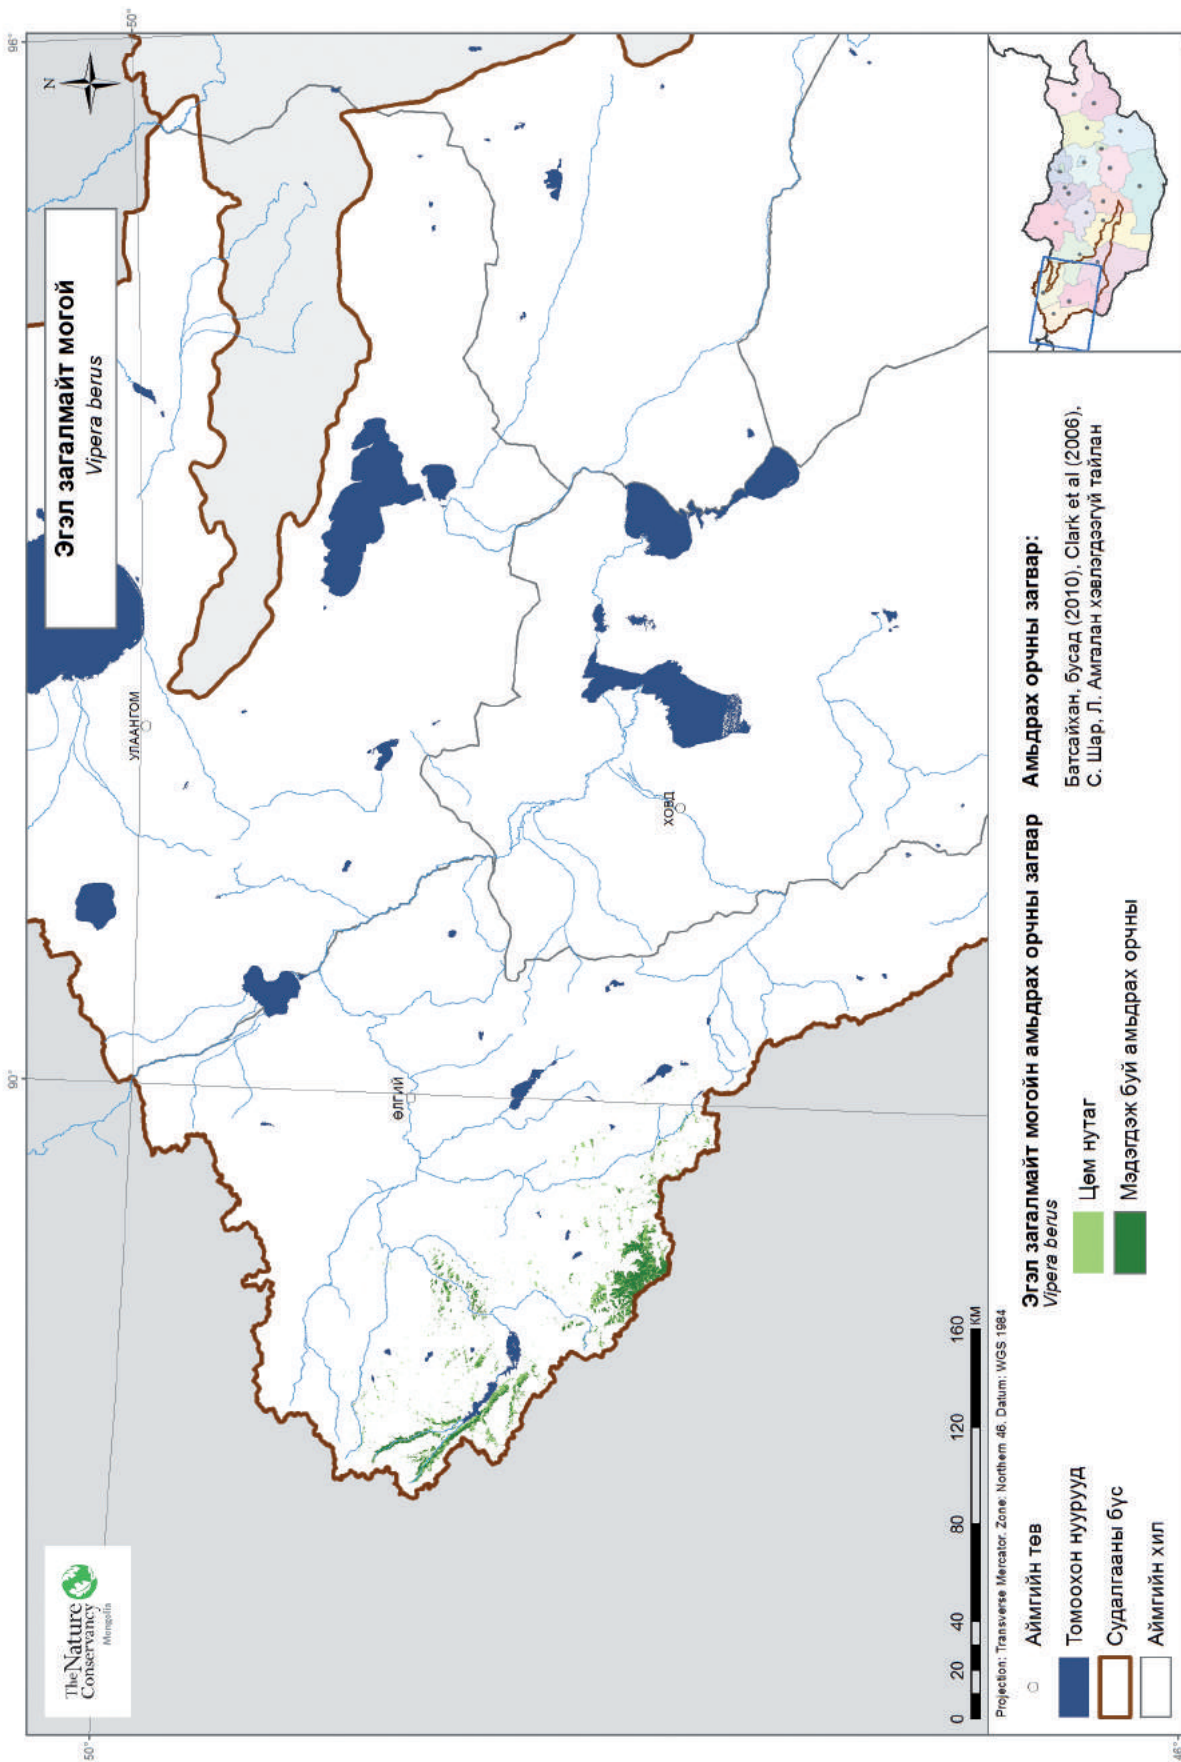 The Nature
Conservancy
Mongolia
Эгэл загалмайт могой
Vipera berus
N
90°
96°
50°
50°
46°
УЛААНГОМ
ӨЛГИЙ
ХОВД
0 20 40 80 120 160
КМ
Projection: Transverse Mercator. Zone: Northern 46. Datum: WGS 1984
Аймгийн төв
Томоохон нуурууд
Судалгааны бүс
Аймгийн хил
Эгэл загалмайт могойн амьдрах орчны загвар
Vipera berus
Цөм нутаг
Мэдэгдэж буй амьдрах орчны
Амьдрах орчны загвар:
Батсайхан, бусад (2010), Clark et al (2006),
С. Шар, Л. Амгалан хэвлэгдээгүй тайлан